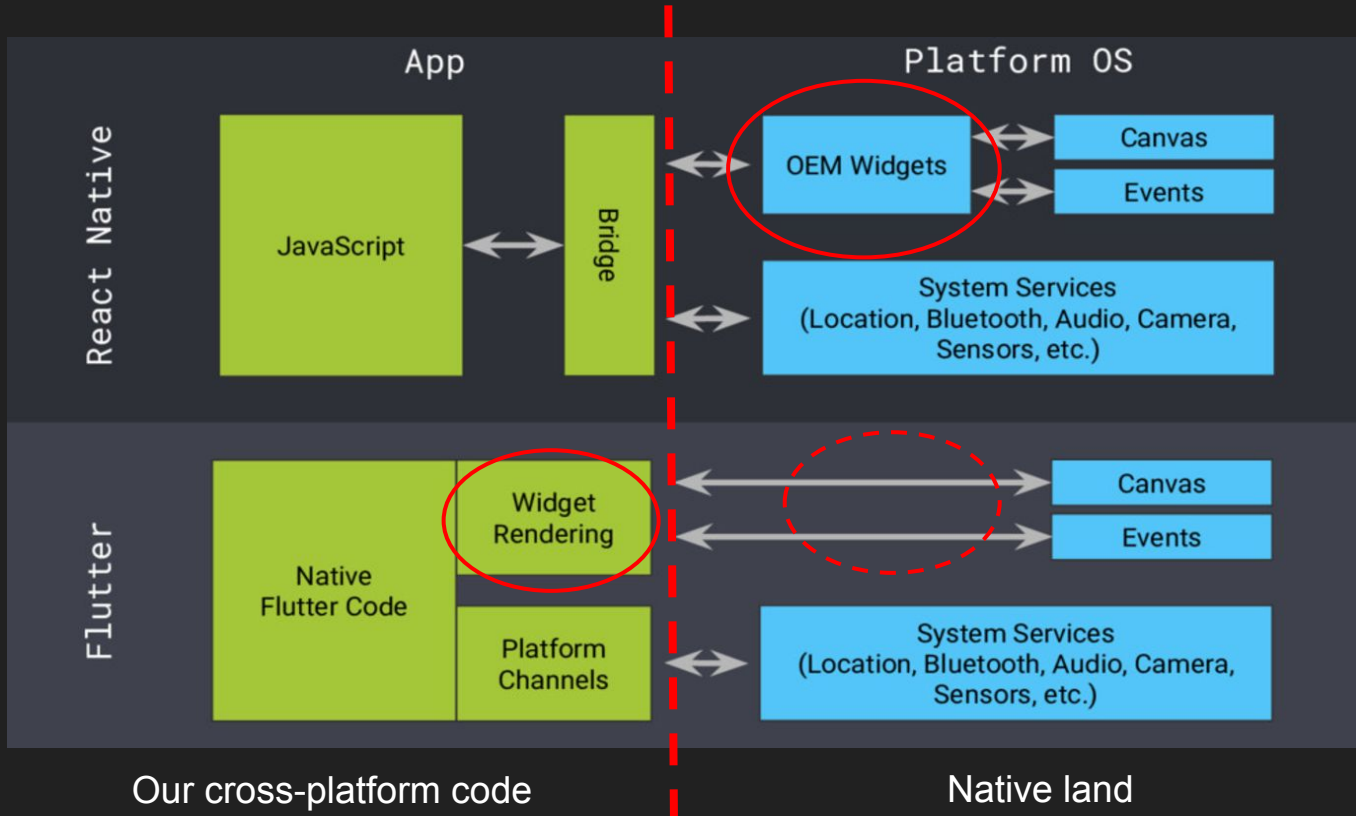 App
Platform OS
React Native
JavaScript
Bridge
OEM Widgets
Canvas
Events
System Services
(Location, Bluetooth, Audio, Camera,
Sensors, etc.)
Flutter
Native
Flutter Code
Widget
Rendering
Platform
Channels
Canvas
Events
System Services
(Location, Bluetooth, Audio, Camera,
Sensors, etc.)
Our cross-platform code
Native land